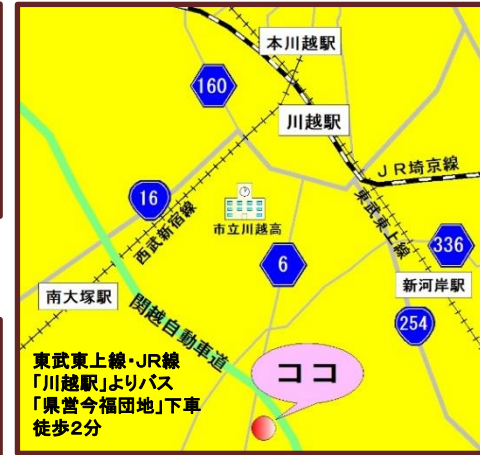 本川越駅
160
川越駅
JR埼京線
16
西武新宿線
市立川越高
東武東上線
336
6
新河岸駅
南大塚駅
関越自動車道
254
ココ
東武東上線・JR線
「川越駅」よりバス
「県営今福団地」下車
徒歩2分